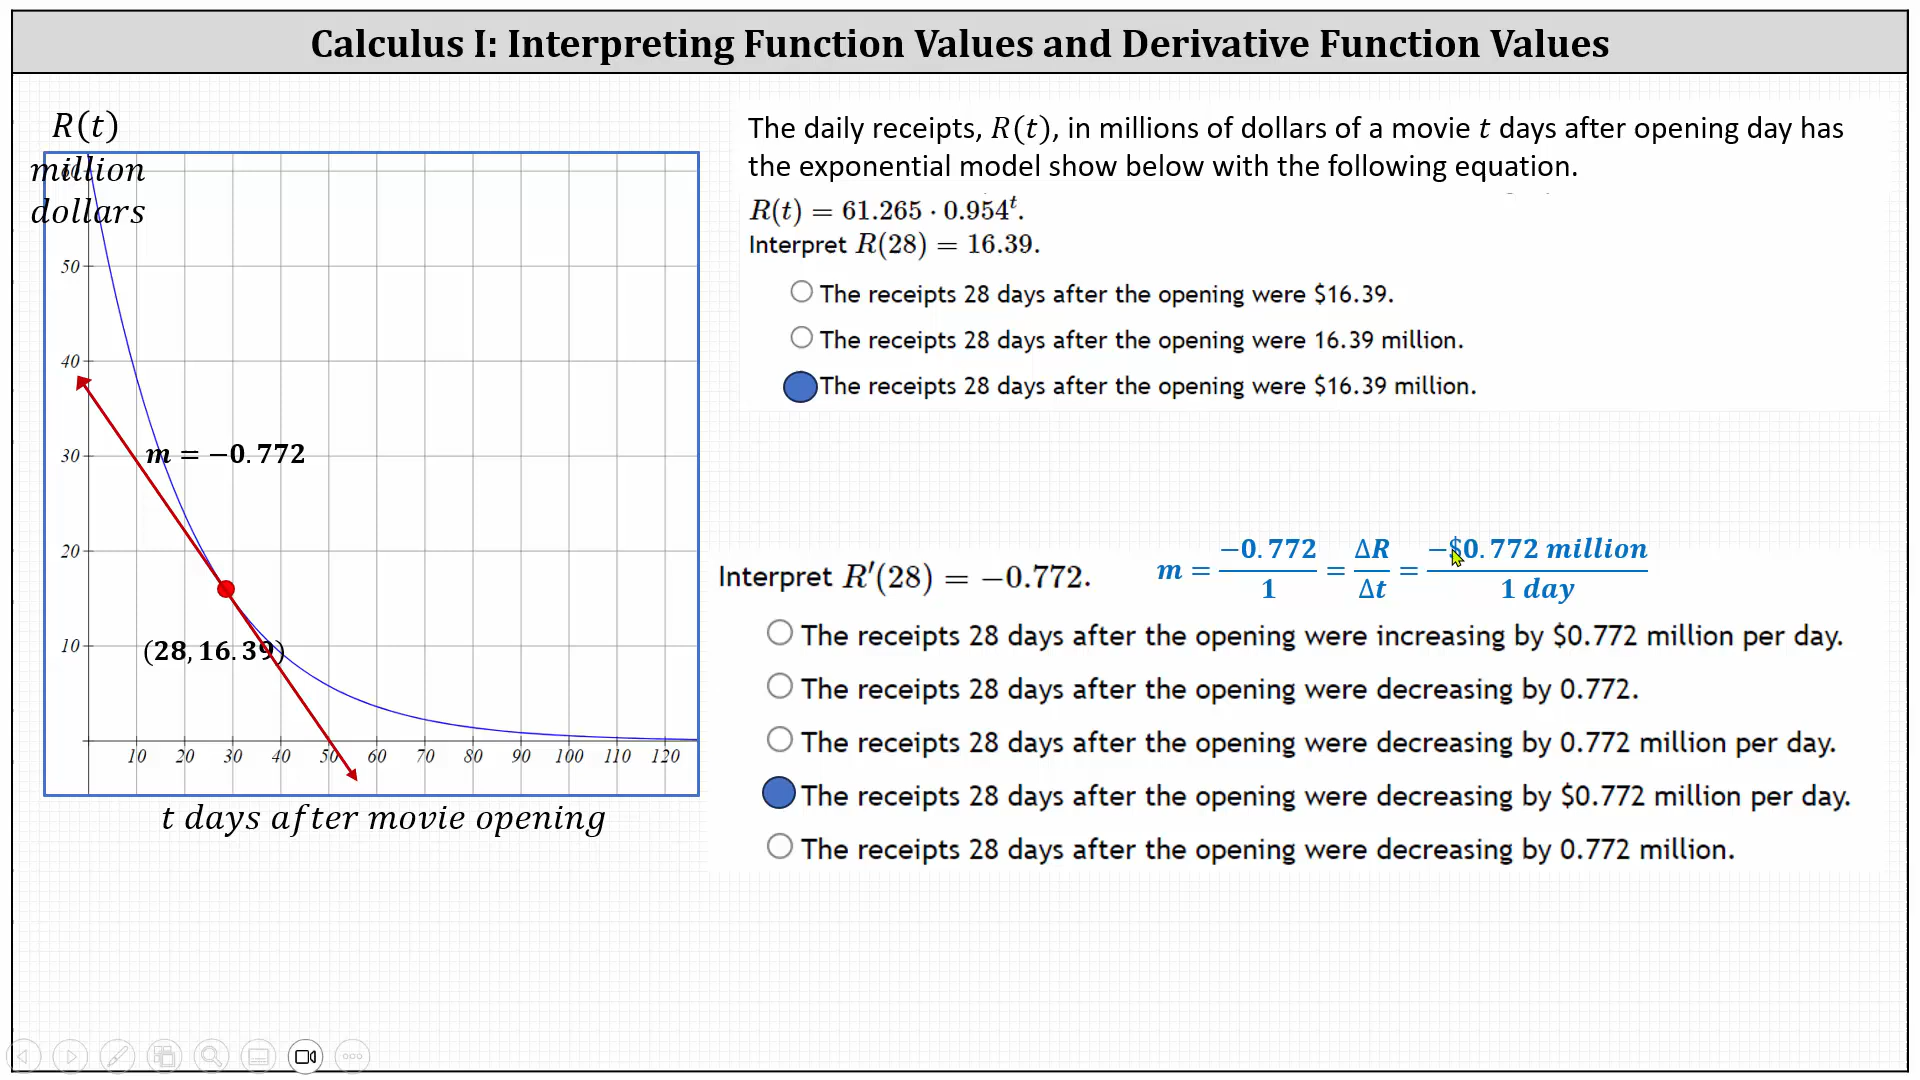 Calculus I: Interpreting Function Values and Derivative Function Values
R(t)
million
dollars
60
50
40
30
20
10
m = −0.772
(28, 16.39)
10 20 30 40 50 60 70 80 90 100 110 120
t days after movie opening
The daily receipts, R(t), in millions of dollars of a movie t days after opening day has
the exponential model show below with the following equation.
R(t) = 61.265 · 0.954^t.
Interpret R(28) = 16.39.
The receipts 28 days after the opening were $16.39.
The receipts 28 days after the opening were 16.39 million.
The receipts 28 days after the opening were $16.39 million.
Interpret R′(28) = −0.772.
m = −0.772/1 = ΔR/Δt = −$0.772 million/1 day
The receipts 28 days after the opening were increasing by $0.772 million per day.
The receipts 28 days after the opening were decreasing by 0.772.
The receipts 28 days after the opening were decreasing by 0.772 million per day.
The receipts 28 days after the opening were decreasing by $0.772 million per day.
The receipts 28 days after the opening were decreasing by 0.772 million.